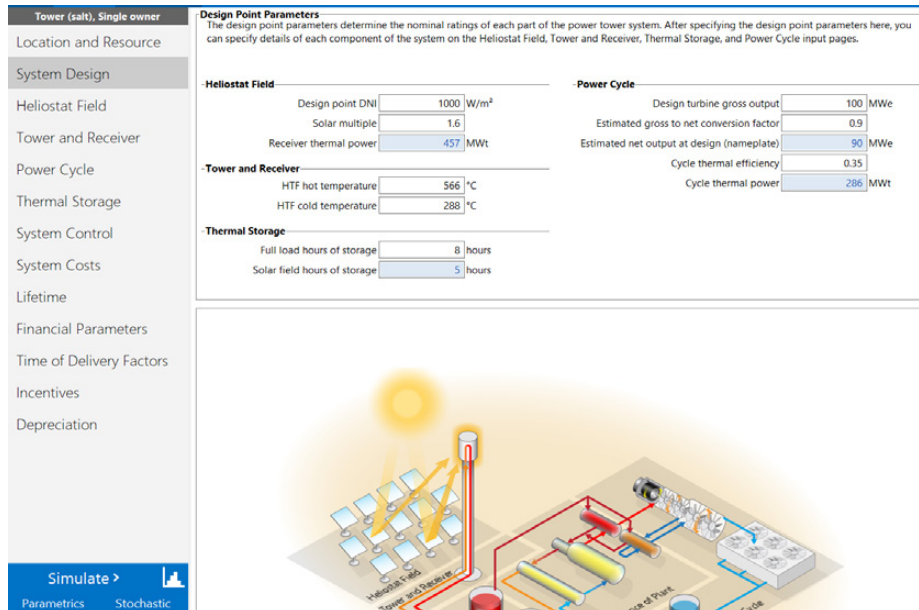 Tower (salt), Single owner
Location and Resource
System Design
Heliostat Field
Tower and Receiver
Power Cycle
Thermal Storage
System Control
System Costs
Lifetime
Financial Parameters
Time of Delivery Factors
Incentives
Depreciation
Simulate >
Parametrics Stochastic
Design Point Parameters
The design point parameters determine the nominal ratings of each part of the power tower system. After specifying the design point parameters here, you
can specify details of each component of the system on the Heliostat Field, Tower and Receiver, Thermal Storage, and Power Cycle input pages.
Heliostat Field
Design point DNI 1000 W/m²
Solar multiple 1.6
Receiver thermal power 457 MWt
Tower and Receiver
HTF hot temperature 566 °C
HTF cold temperature 288 °C
Thermal Storage
Full load hours of storage 8 hours
Solar field hours of storage 5 hours
Power Cycle
Design turbine gross output 100 MWe
Estimated gross to net conversion factor 0.9
Estimated net output at design (nameplate) 90 MWe
Cycle thermal efficiency 0.35
Cycle thermal power 286 MWt
Heliostat Field
Tower and Receiver
of Plant